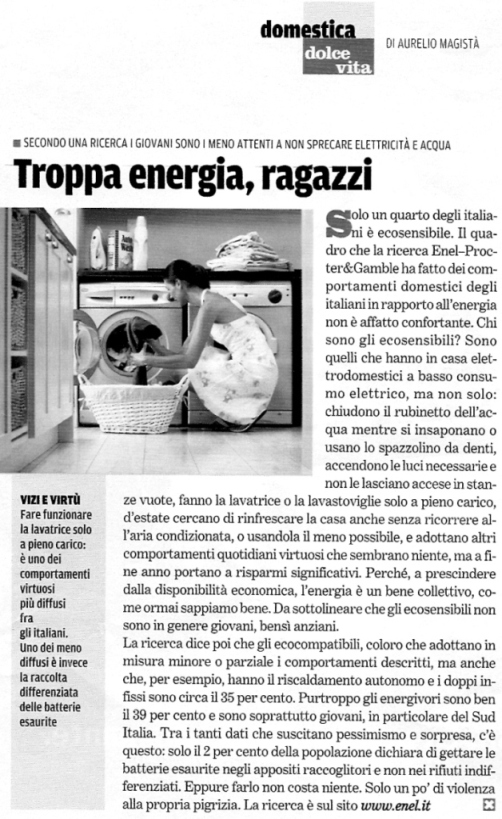 domestica
dolce
vita
DI AURELIO MAGISTÀ
SECONDO UNA RICERCA I GIOVANI SONO I MENO ATTENTI A NON SPRECARE ELETTRICITÀ E ACQUA
Troppa energia, ragazzi
Solo un quarto degli italia-
ni è ecosensibile. Il qua-
dro che la ricerca Enel–Proc-
ter&Gamble ha fatto dei com-
portamenti domestici degli
italiani in rapporto all'energia
non è affatto confortante. Chi
sono gli ecosensibili? Sono
quelli che hanno in casa elet-
trodomestici a basso consu-
mo elettrico, ma non solo:
chiudono il rubinetto dell'ac-
qua mentre si insaponano o
usano lo spazzolino da denti,
accendono le luci necessarie e
non le lasciano accese in stan-
ze vuote, fanno la lavatrice o la lavastoviglie solo a pieno carico,
d'estate cercano di rinfrescare la casa anche senza ricorrere al-
l'aria condizionata, o usandola il meno possibile, e adottano altri
comportamenti quotidiani virtuosi che sembrano niente, ma a fi-
ne anno portano a risparmi significativi. Perché, a prescindere
dalla disponibilità economica, l'energia è un bene collettivo, co-
me ormai sappiamo bene. Da sottolineare che gli ecosensibili non
sono in genere giovani, bensì anziani.
La ricerca dice poi che gli ecocompatibili, coloro che adottano in
misura minore o parziale i comportamenti descritti, ma anche
che, per esempio, hanno il riscaldamento autonomo e i doppi in-
fissi sono circa il 35 per cento. Purtroppo gli energivori sono ben
il 39 per cento e sono soprattutto giovani, in particolare del Sud
Italia. Tra i tanti dati che suscitano pessimismo e sorpresa, c'è
questo: solo il 2 per cento della popolazione dichiara di gettare le
batterie esaurite negli appositi raccoglitori e non nei rifiuti indif-
ferenziati. Eppure farlo non costa niente. Solo un po' di violenza
alla propria pigrizia. La ricerca è sul sito www.enel.it
VIZI E VIRTÙ
Fare funzionare
la lavatrice solo
a pieno carico:
è uno dei
comportamenti
virtuosi
più diffusi
fra
gli italiani.
Uno dei meno
diffusi è invece
la raccolta
differenziata
delle batterie
esaurite